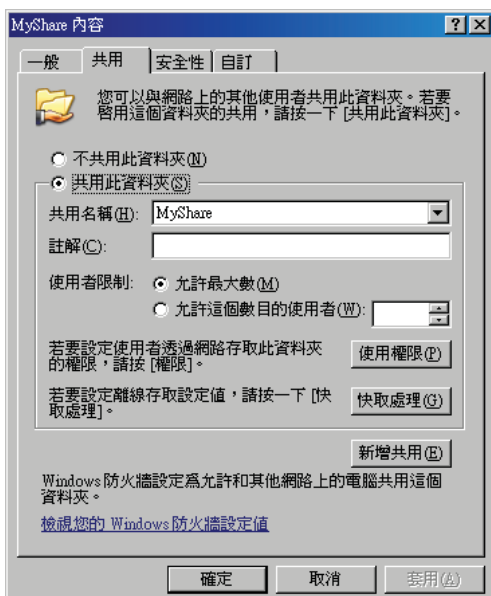 MyShare 內容
一般 共用 安全性 自訂
您可以與網路上的其他使用者共用此資料夾。若要
啓用這個資料夾的共用，請按一下 [共用此資料夾]。
不共用此資料夾(N)
共用此資料夾(S)
共用名稱(H): MyShare
註解(C):
使用者限制: 允許最大數(M)
允許這個數目的使用者(W):
若要設定使用者透過網路存取此資料夾
的權限，請按 [權限]。
使用權限(P)
若要設定離線存取設定值，請按一下 [快
取處理]。
快取處理(G)
新增共用(E)
Windows 防火牆設定爲允許和其他網路上的電腦共用這個
資料夾。
檢視您的 Windows 防火牆設定值
確定 取消 套用(A)